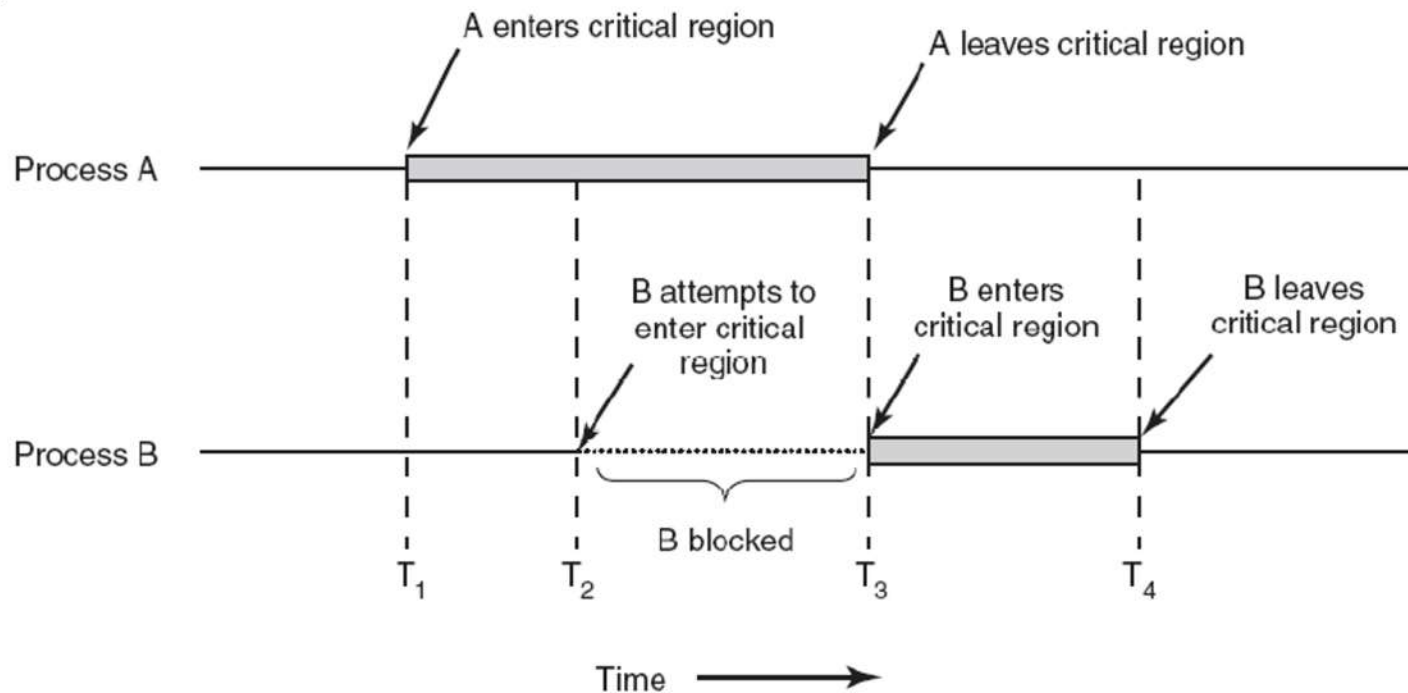 A enters critical region
A leaves critical region
Process A
B attempts to
enter critical
region
B enters
critical region
B leaves
critical region
Process B
B blocked
T1
T2
T3
T4
Time